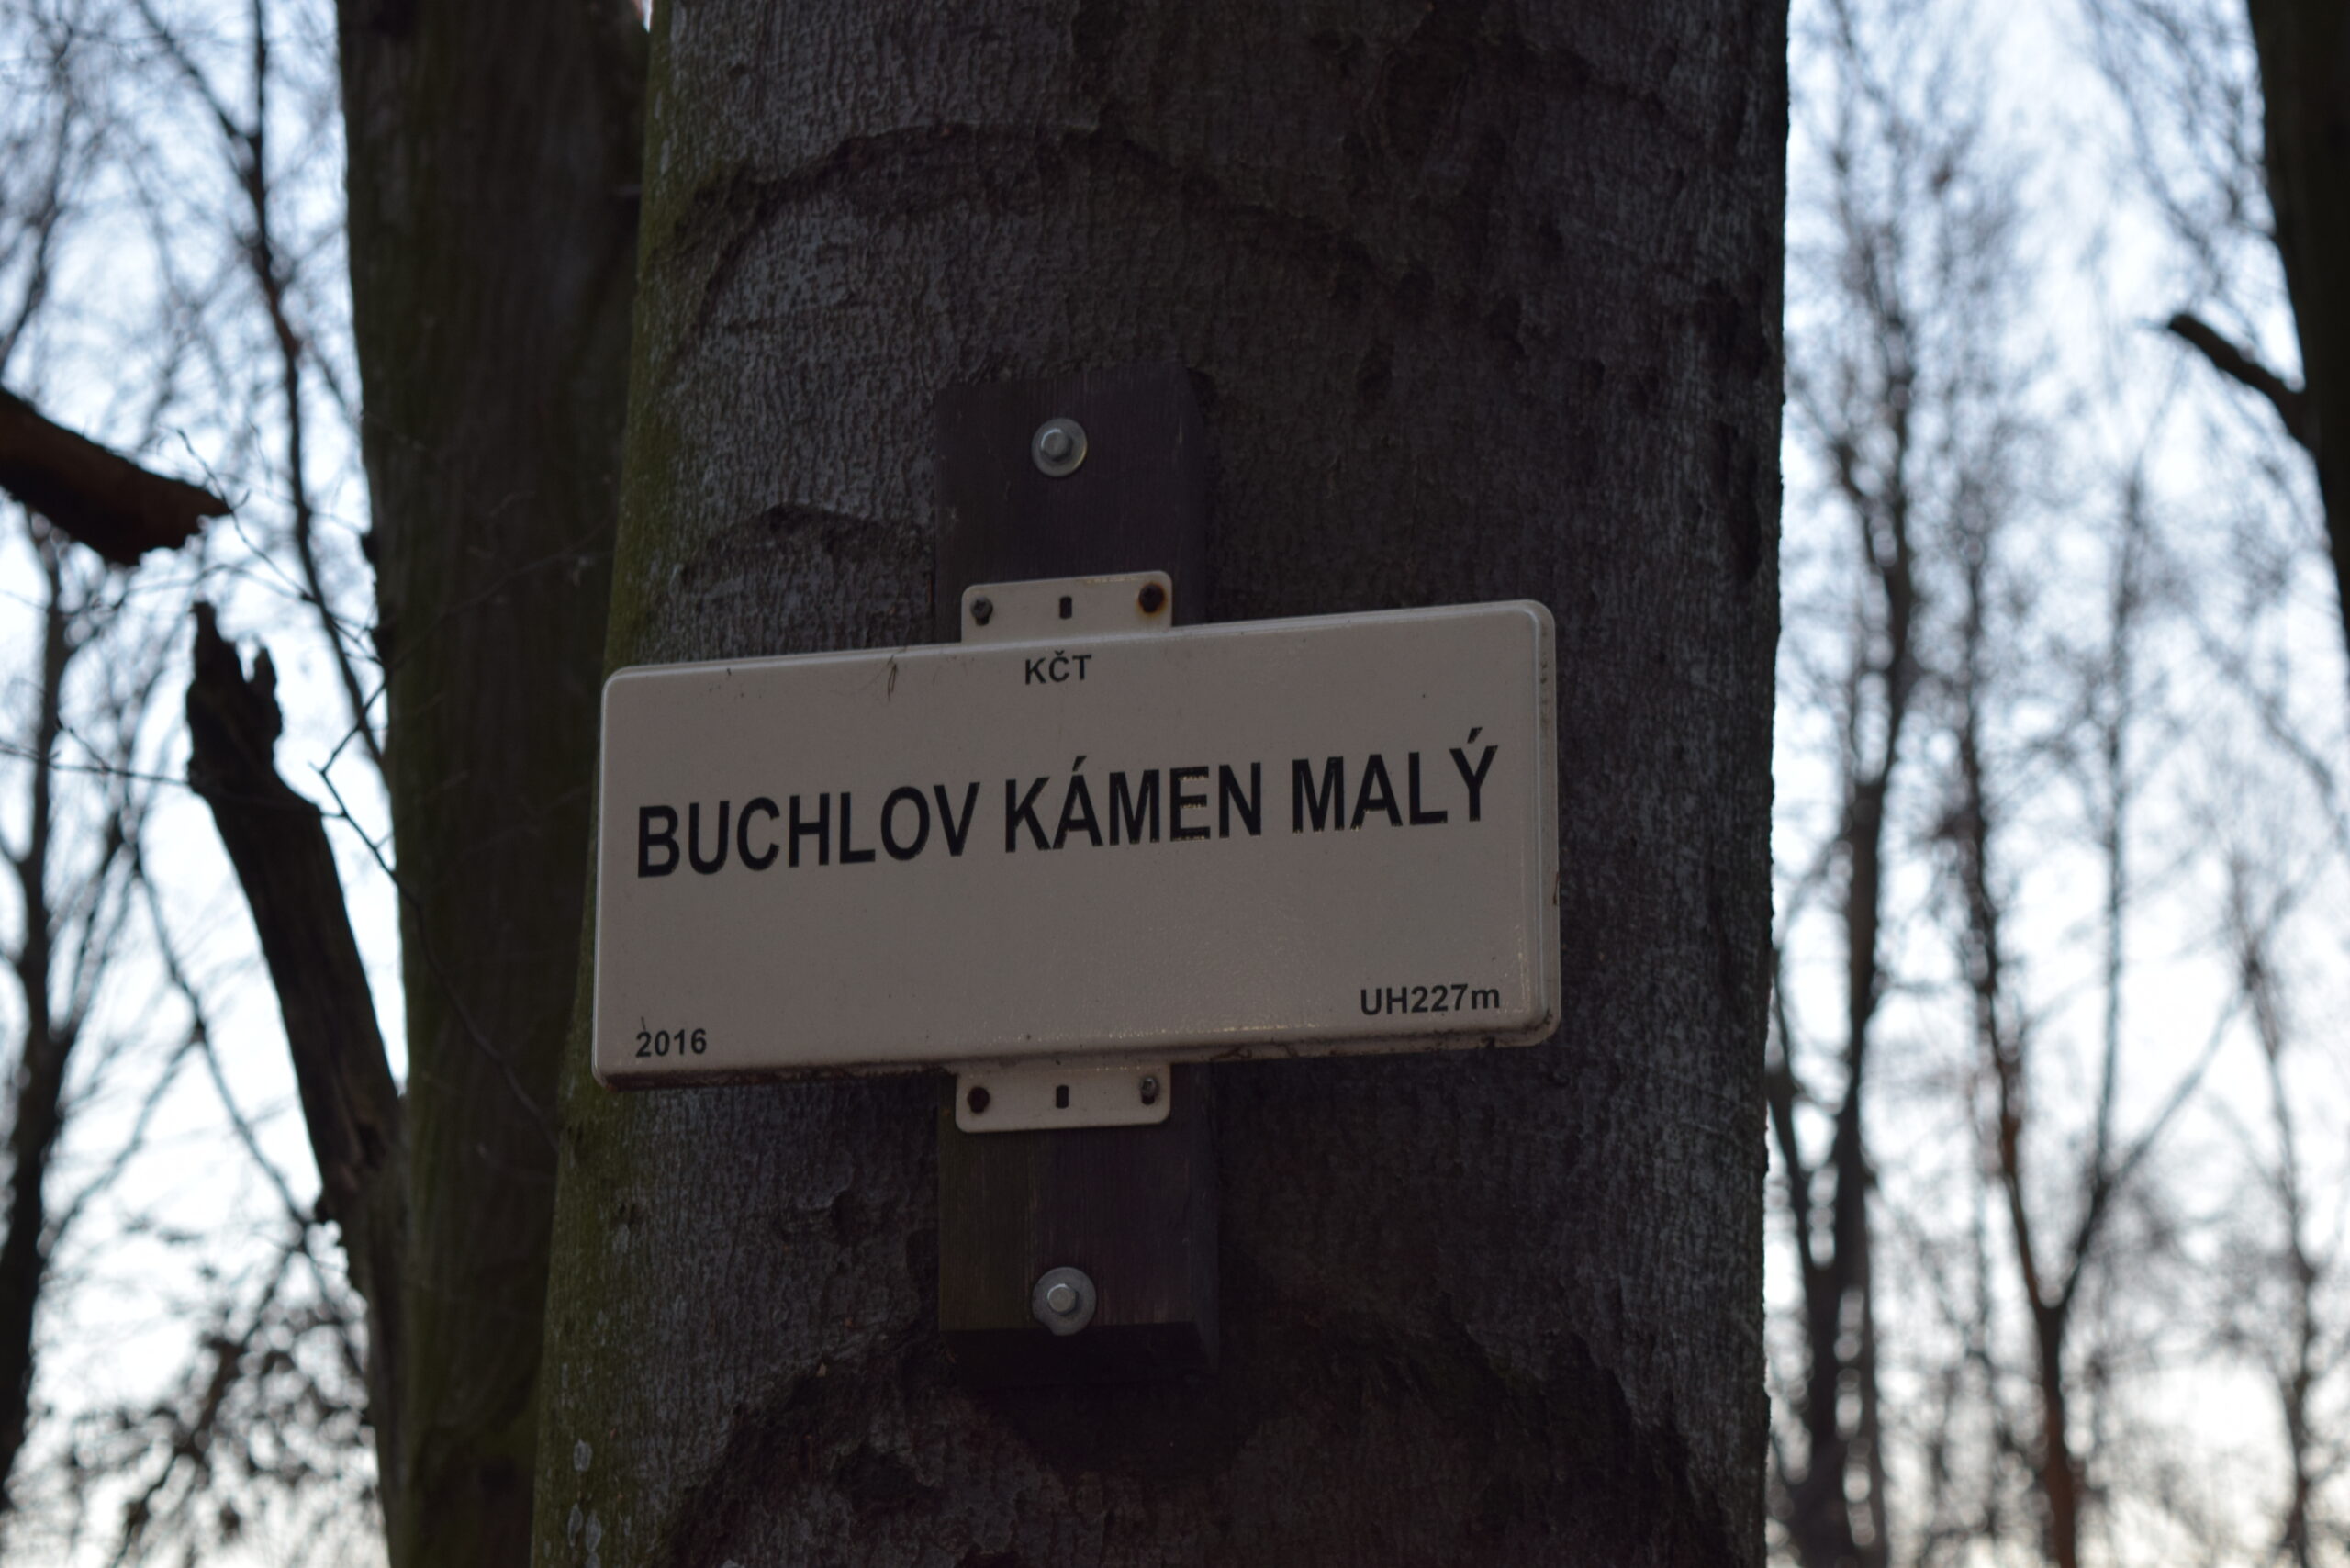 KČT
BUCHLOV KÁMEN MALÝ
2016
UH227m